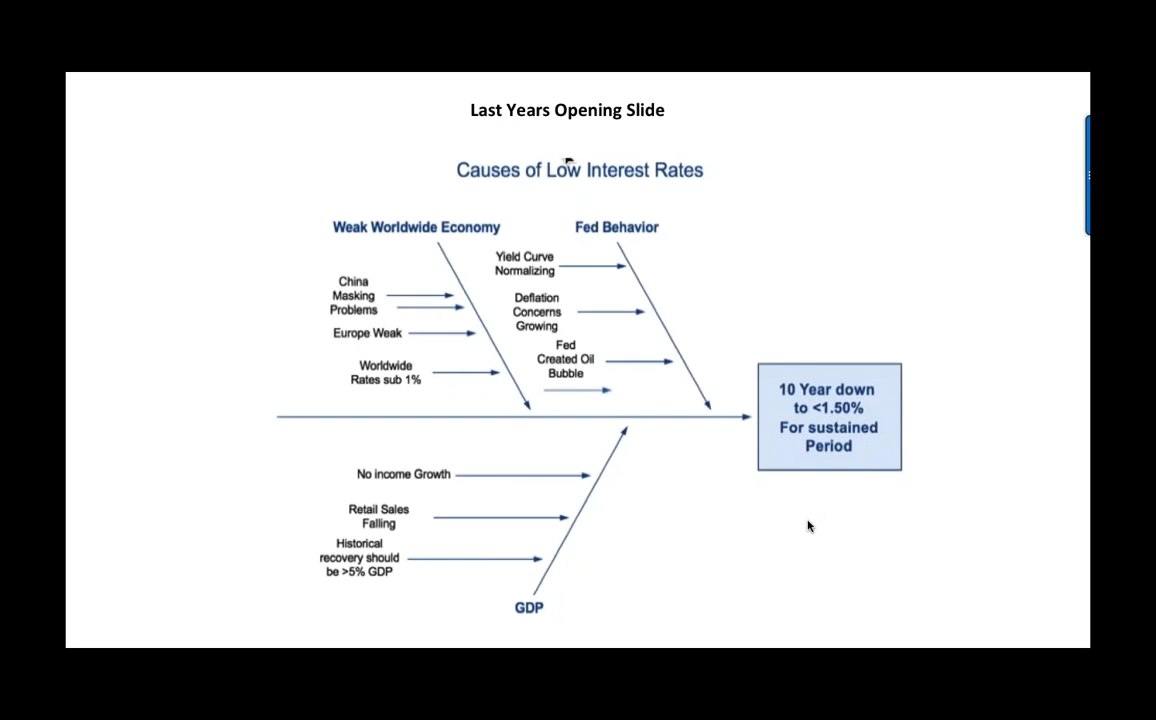 Last Years Opening Slide
Causes of Low Interest Rates
Weak Worldwide Economy
Fed Behavior
Yield Curve
Normalizing
China
Masking
Problems
Deflation
Concerns
Growing
Europe Weak
Fed
Created Oil
Bubble
Worldwide
Rates sub 1%
10 Year down
to <1.50%
For sustained
Period
No income Growth
Retail Sales
Falling
Historical
recovery should
be >5% GDP
GDP